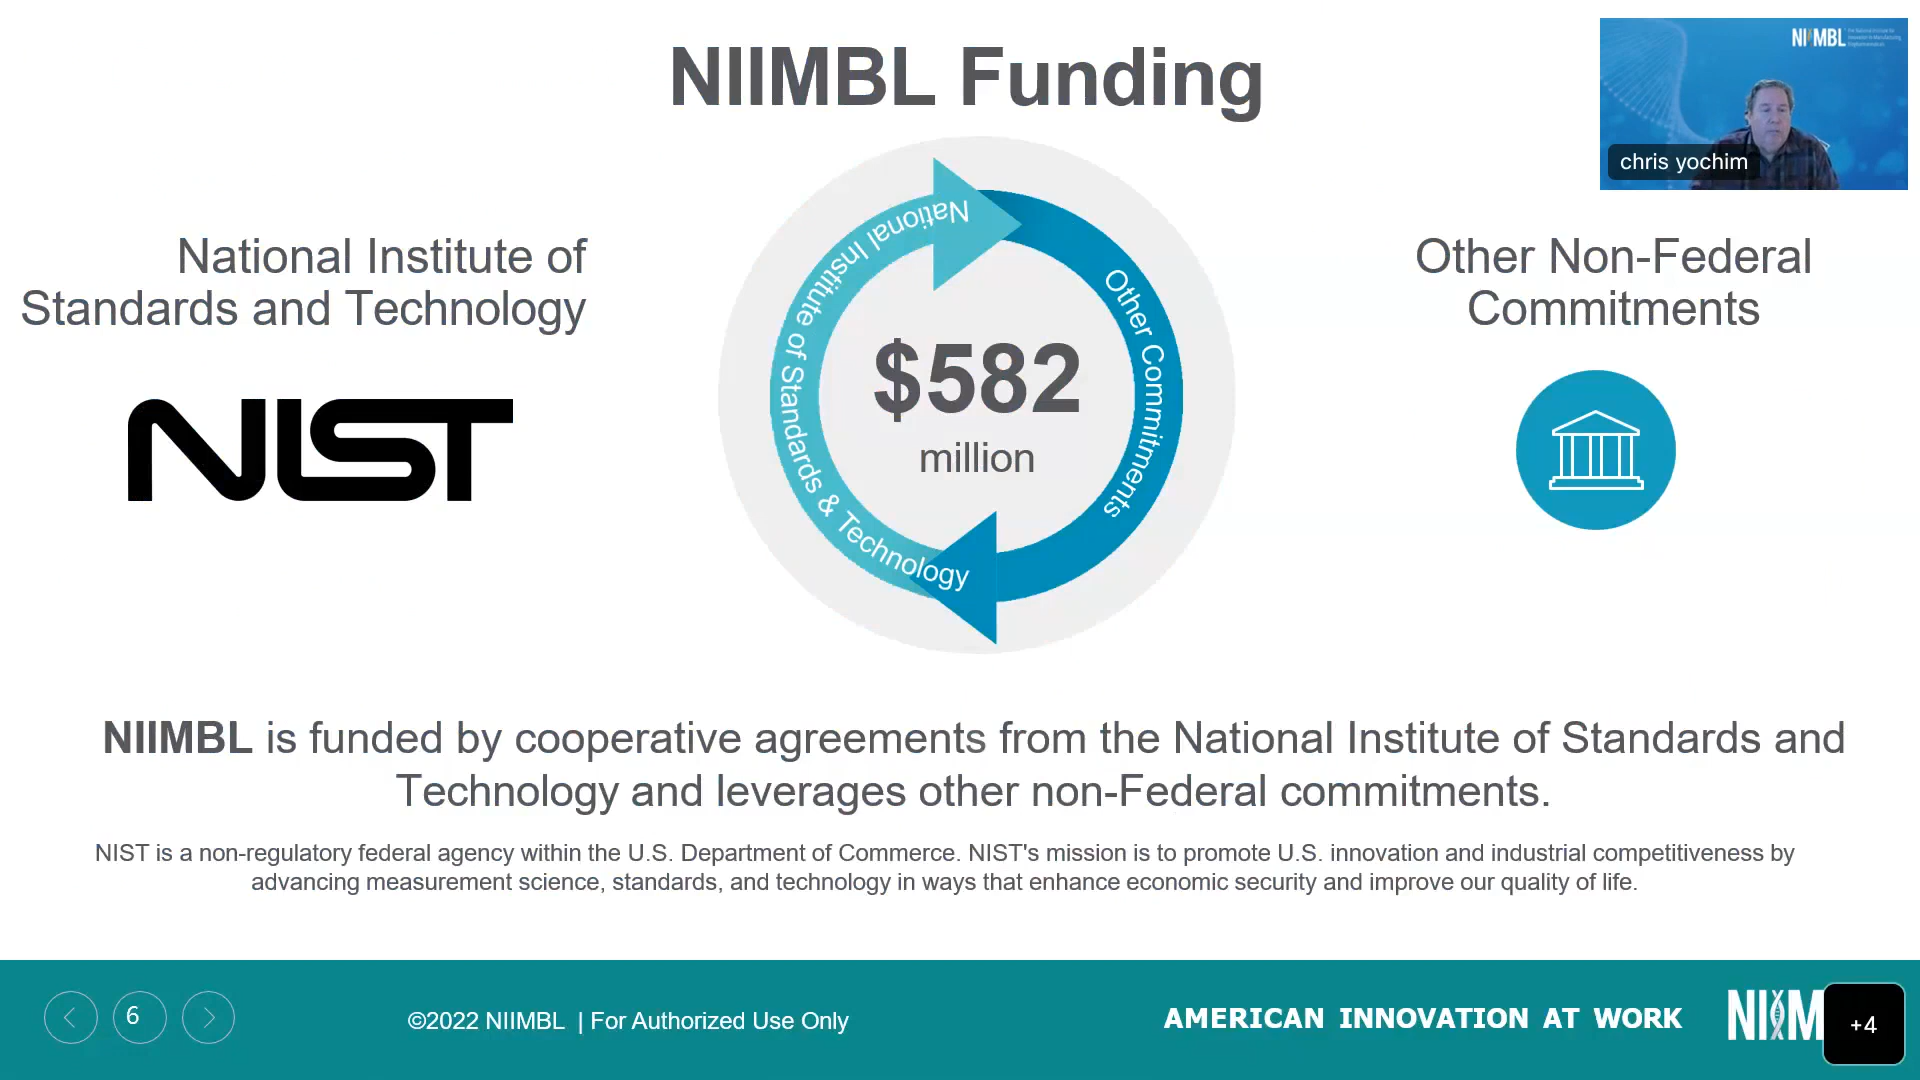 NIIMBL Funding
NIIMBL
chris yochim
National Institute of
Standards and Technology
NIST
National Institute of Standards & Technology
Other Commitments
$582
million
Other Non-Federal
Commitments
NIIMBL is funded by cooperative agreements from the National Institute of Standards and
Technology and leverages other non-Federal commitments.
NIST is a non-regulatory federal agency within the U.S. Department of Commerce. NIST's mission is to promote U.S. innovation and industrial competitiveness by
advancing measurement science, standards, and technology in ways that enhance economic security and improve our quality of life.
6
©2022 NIIMBL | For Authorized Use Only
AMERICAN INNOVATION AT WORK
NIIM
+4